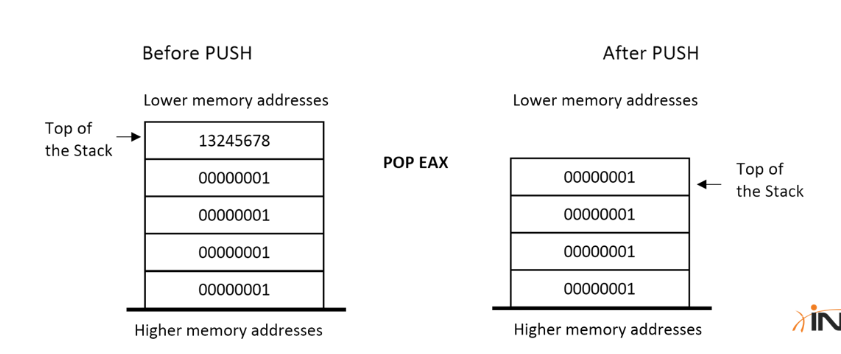 Before PUSH
After PUSH
Lower memory addresses
Lower memory addresses
Top of
the Stack
13245678
00000001
00000001
00000001
00000001
POP EAX
00000001
00000001
00000001
00000001
Top of
the Stack
Higher memory addresses
Higher memory addresses
IN